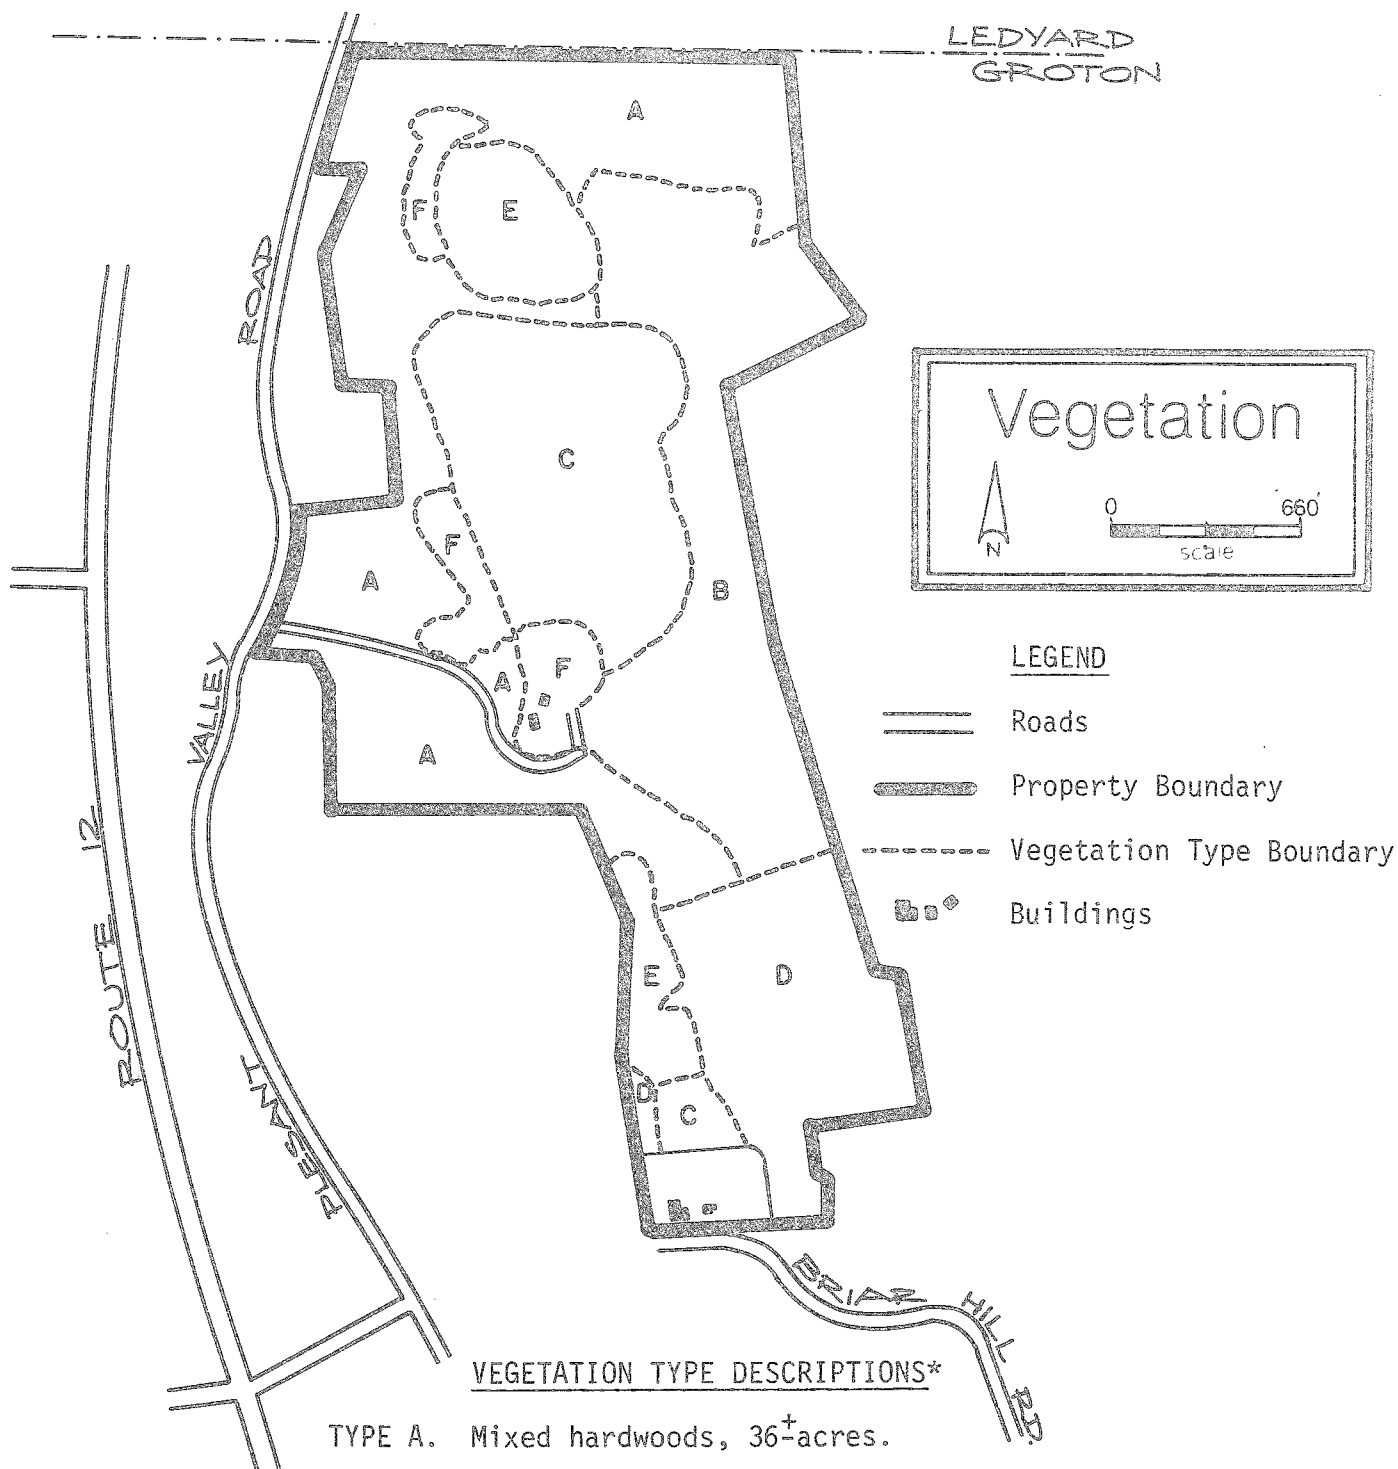 LEDYARD
GROTON
A
F
E
ROAD
C
F
A
B
A
F
VALLEY
A
ROUTE 12
E
D
D
C
PLESANT
BRIAR HILL RD.
Vegetation
N
0 660'
scale
LEGEND
Roads
Property Boundary
Vegetation Type Boundary
Buildings
VEGETATION TYPE DESCRIPTIONS*
TYPE A. Mixed hardwoods, 36±acres.